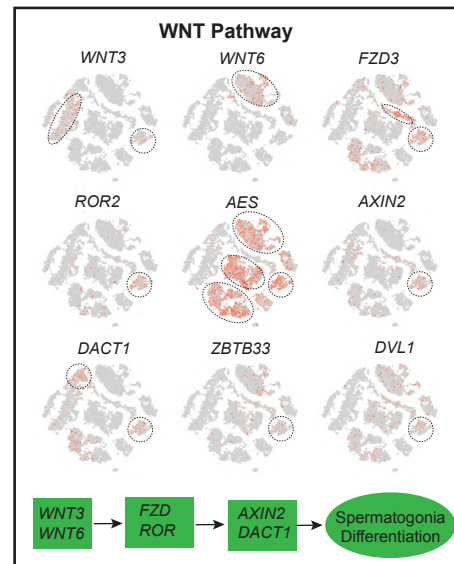 WNT Pathway
WNT3 WNT6 FZD3
ROR2 AES AXIN2
DACT1 ZBTB33 DVL1
WNT3
WNT6
FZD
ROR
AXIN2
DACT1
Spermatogonia
Differentiation